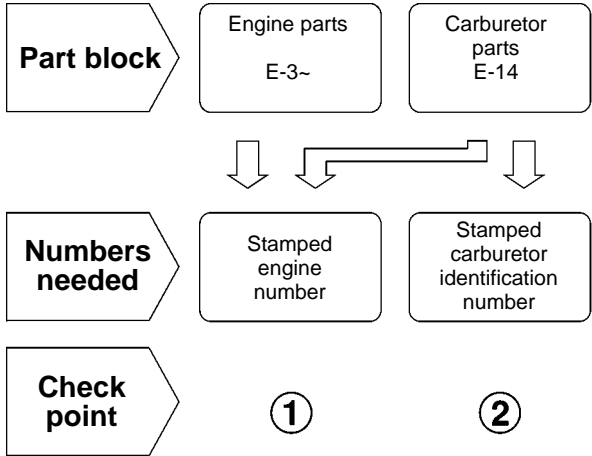 Part block
Engine parts
E-3~
Carburetor
parts
E-14
Numbers
needed
Stamped
engine
number
Stamped
carburetor
identification
number
Check
point
①
②